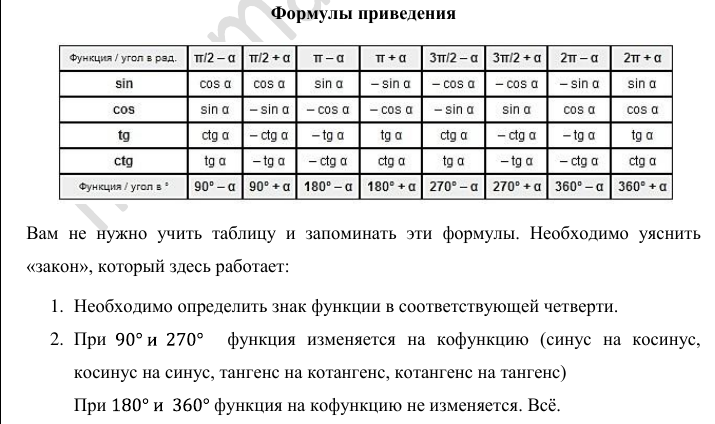 Формулы приведения
Функция / угол в рад. π/2 – α π/2 + α π – α π + α 3π/2 – α 3π/2 + α 2π – α 2π + α
sin cos α cos α sin α – sin α – cos α – cos α – sin α sin α
cos sin α – sin α – cos α – cos α – sin α sin α cos α cos α
tg ctg α – ctg α – tg α tg α ctg α – ctg α – tg α tg α
ctg tg α – tg α – ctg α ctg α tg α – tg α – ctg α ctg α
Функция / угол в ° 90° – α 90° + α 180° – α 180° + α 270° – α 270° + α 360° – α 360° + α
Вам не нужно учить таблицу и запоминать эти формулы. Необходимо уяснить
«закон», который здесь работает:
1. Необходимо определить знак функции в соответствующей четверти.
2. При 90° и 270° функция изменяется на кофункцию (синус на косинус,
косинус на синус, тангенс на котангенс, котангенс на тангенс)
При 180° и 360° функция на кофункцию не изменяется. Всё.